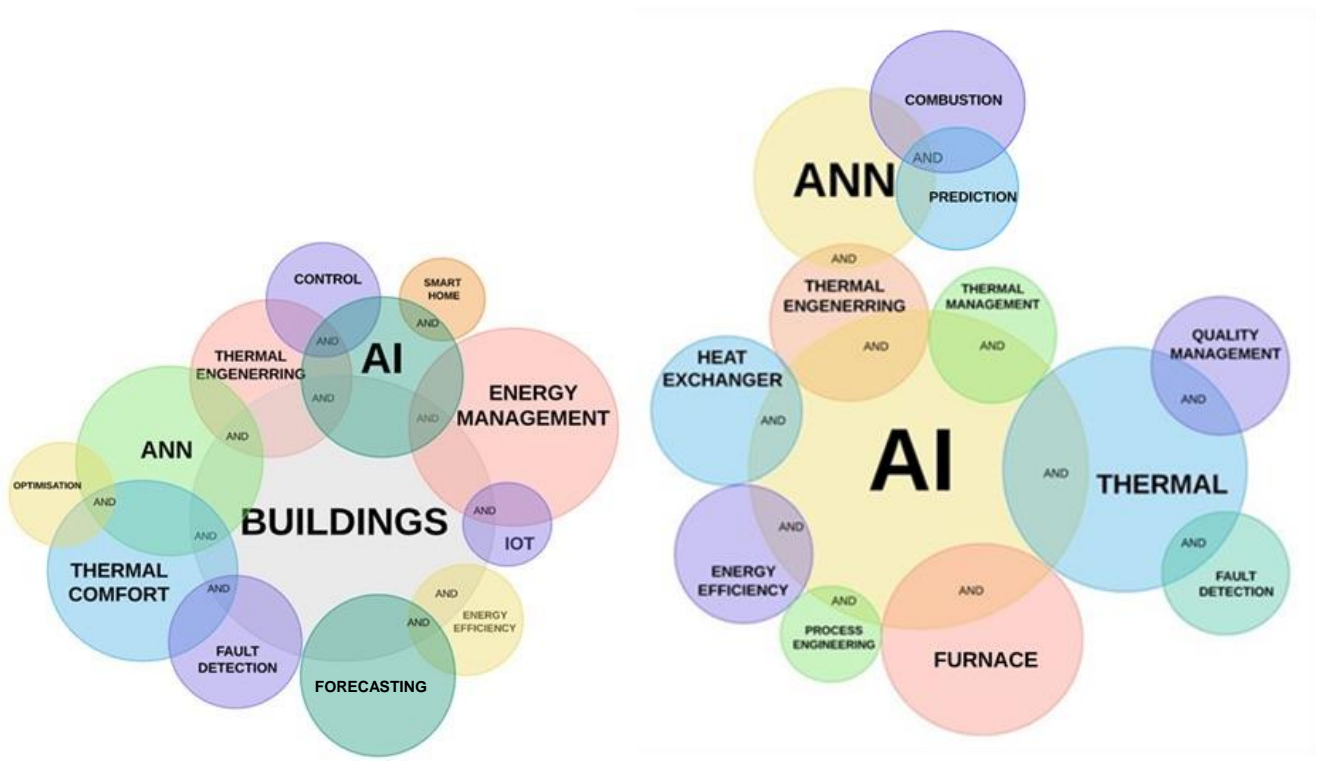 CONTROL
SMART
HOME
AND
AND
THERMAL
ENGENERRING
AI
ENERGY
MANAGEMENT
AND
AND
AND
ANN
OPTIMISATION
AND
BUILDINGS
AND
AND
IOT
THERMAL
COMFORT
AND
AND
ENERGY
EFFICIENCY
AND
FAULT
DETECTION
FORECASTING
COMBUSTION
AND
ANN
PREDICTION
AND
THERMAL
ENGENERRING
THERMAL
MANAGEMENT
AND
AND
HEAT
EXCHANGER
AND
QUALITY
MANAGEMENT
AND
AI
AND
THERMAL
AND
ENERGY
EFFICIENCY
AND
FAULT
DETECTION
AND
PROCESS
ENGINEERING
AND
FURNACE